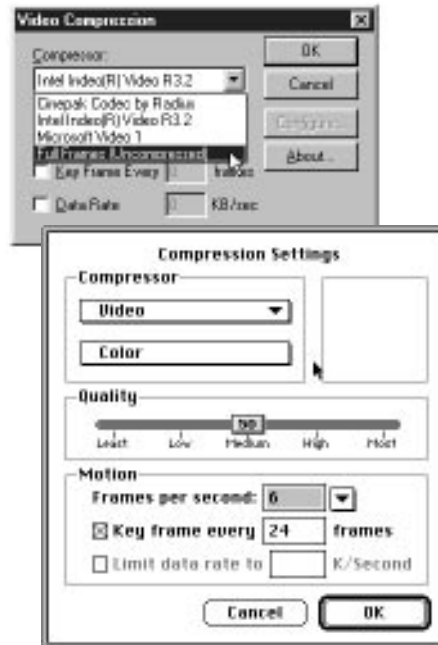 Video Compression
Compressor:
OK
Intel Indeo(R) Video R3.2
Cancel
Cinepak Codec by Radius
Intel Indeo(R) Video R3.2
Configure...
Microsoft Video 1
Full Frames (Uncompressed)
About...
Key Frame Every 0 frames
Data Rate 0 KB/sec
Compression Settings
Compressor
Video
Color
Quality
50
Least Low Medium High Most
Motion
Frames per second: 6
Key frame every 24 frames
Limit data rate to K/Second
Cancel OK